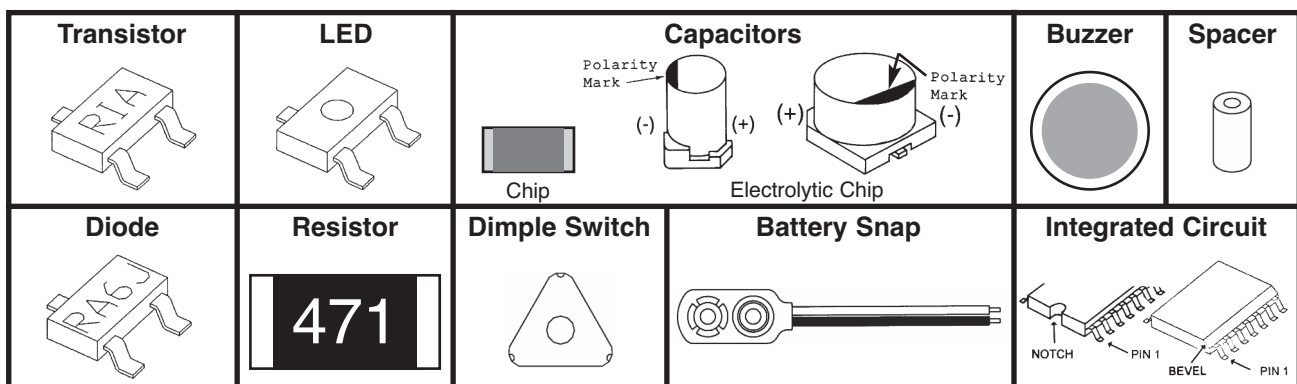 Transistor
LED
Capacitors
Buzzer
Spacer
RIA
Polarity
Mark
(-)
(+)
(+)
Polarity
Mark
(-)
Chip
Electrolytic Chip
Diode
Resistor
Dimple Switch
Battery Snap
Integrated Circuit
RA6J
471
NOTCH
PIN 1
BEVEL
PIN 1